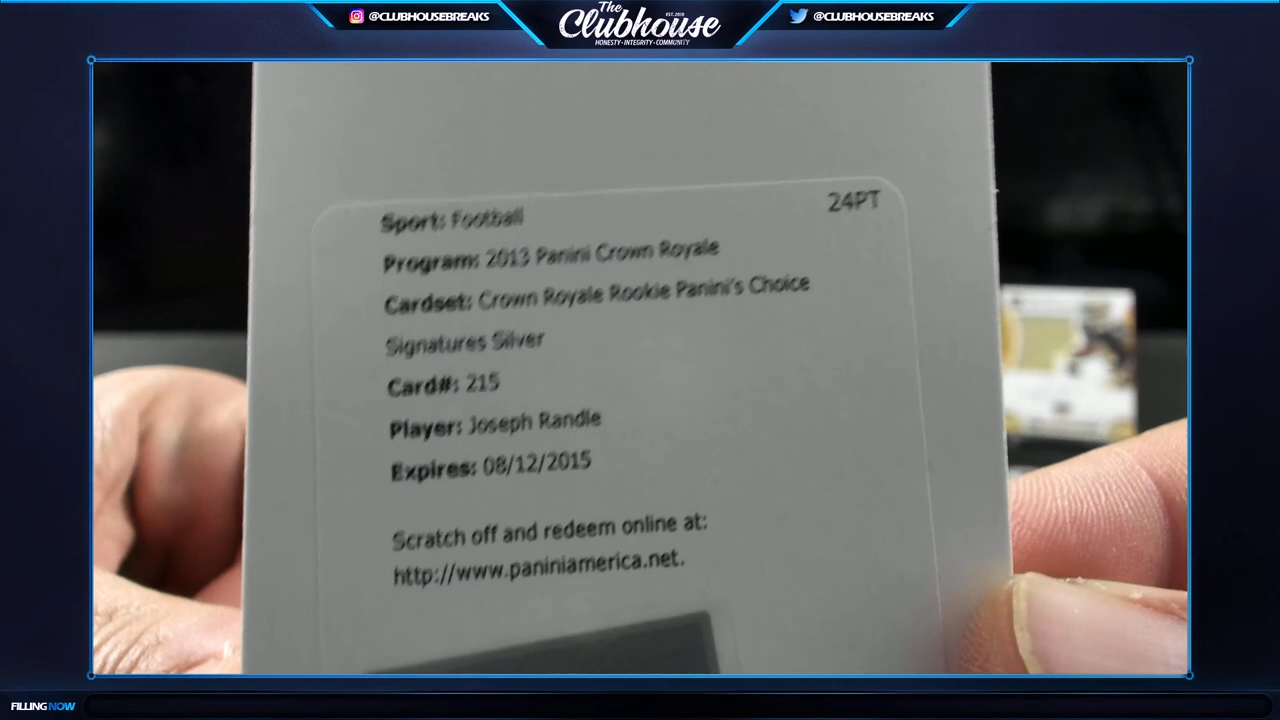 @CLUBHOUSEBREAKS
The
Clubhouse
EST. 2010
HONESTY • INTEGRITY • COMMUNITY
@CLUBHOUSEBREAKS
24PT
Sport: Football
Program: 2013 Panini Crown Royale
Cardset: Crown Royale Rookie Panini's Choice
Signatures Silver
Card#: 215
Player: Joseph Randle
Expires: 08/12/2015
Scratch off and redeem online at:
http://www.paniniamerica.net.
FILLING NOW